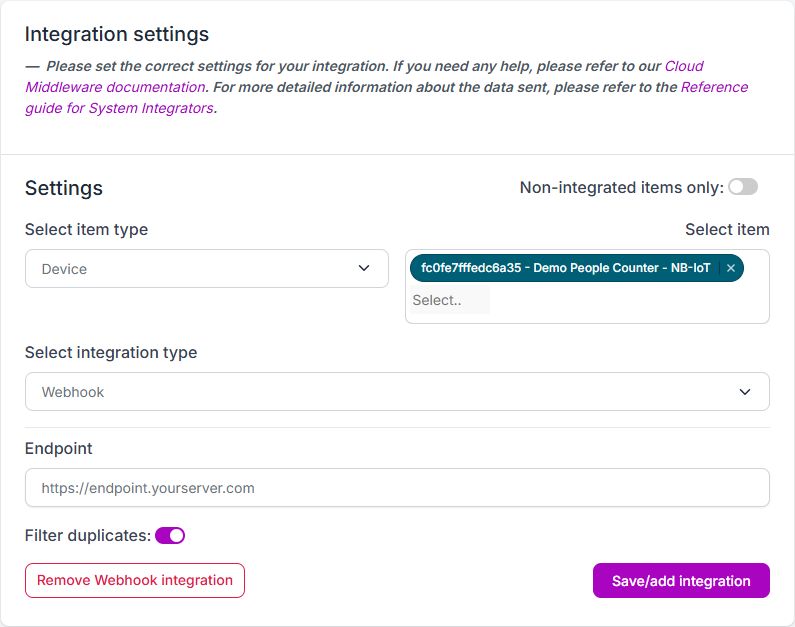 Integration settings
— Please set the correct settings for your integration. If you need any help, please refer to our Cloud
Middleware documentation. For more detailed information about the data sent, please refer to the Reference
guide for System Integrators.
Settings
Non-integrated items only:
Select item type
Select item
Device
fc0fe7fffedc6a35 - Demo People Counter - NB-IoT ×
Select..
Select integration type
Webhook
Endpoint
https://endpoint.yourserver.com
Filter duplicates:
Remove Webhook integration
Save/add integration